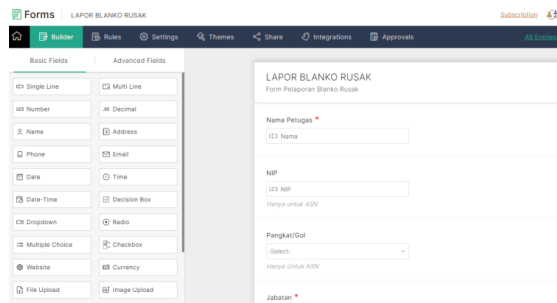 Forms LAPOR BLANKO RUSAK Subscription
Builder Rules Settings Themes Share Integrations Approvals All Entries
Basic Fields Advanced Fields
Single Line Multi Line
123 Number .00 Decimal
Name Address
Phone Email
Date Time
Date-Time Decision Box
Dropdown Radio
Multiple Choice Checkbox
Website Currency
File Upload Image Upload
LAPOR BLANKO RUSAK
Form Pelaporan Blanko Rusak
Nama Petugas *
Nama
NIP
123 NIP
Hanya untuk ASN
Pangkat/Gol
-Select-
Hanya Untuk ASN
Jabatan *